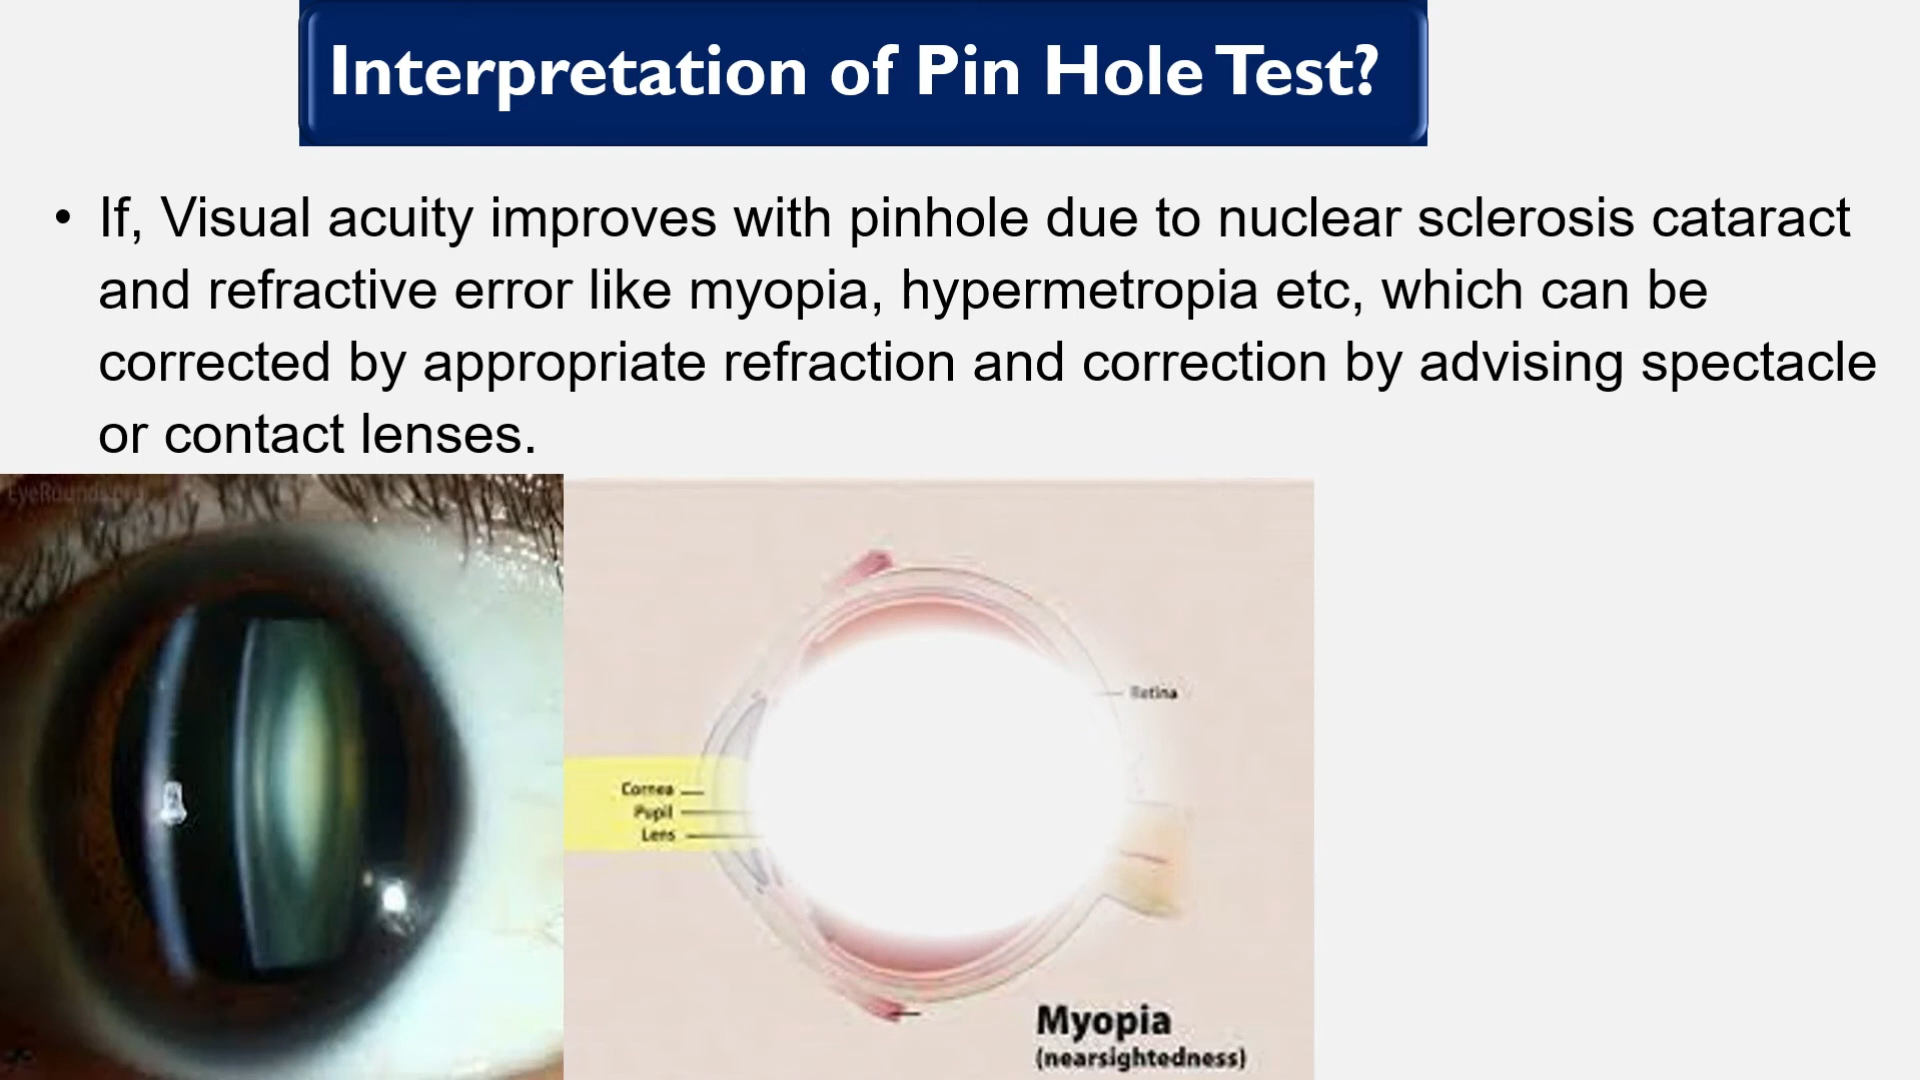 Interpretation of Pin Hole Test?
• If, Visual acuity improves with pinhole due to nuclear sclerosis cataract
and refractive error like myopia, hypermetropia etc, which can be
corrected by appropriate refraction and correction by advising spectacle
or contact lenses.
EyeRounds.org
Retina
Cornea
Pupil
Lens
Myopia
(nearsightedness)